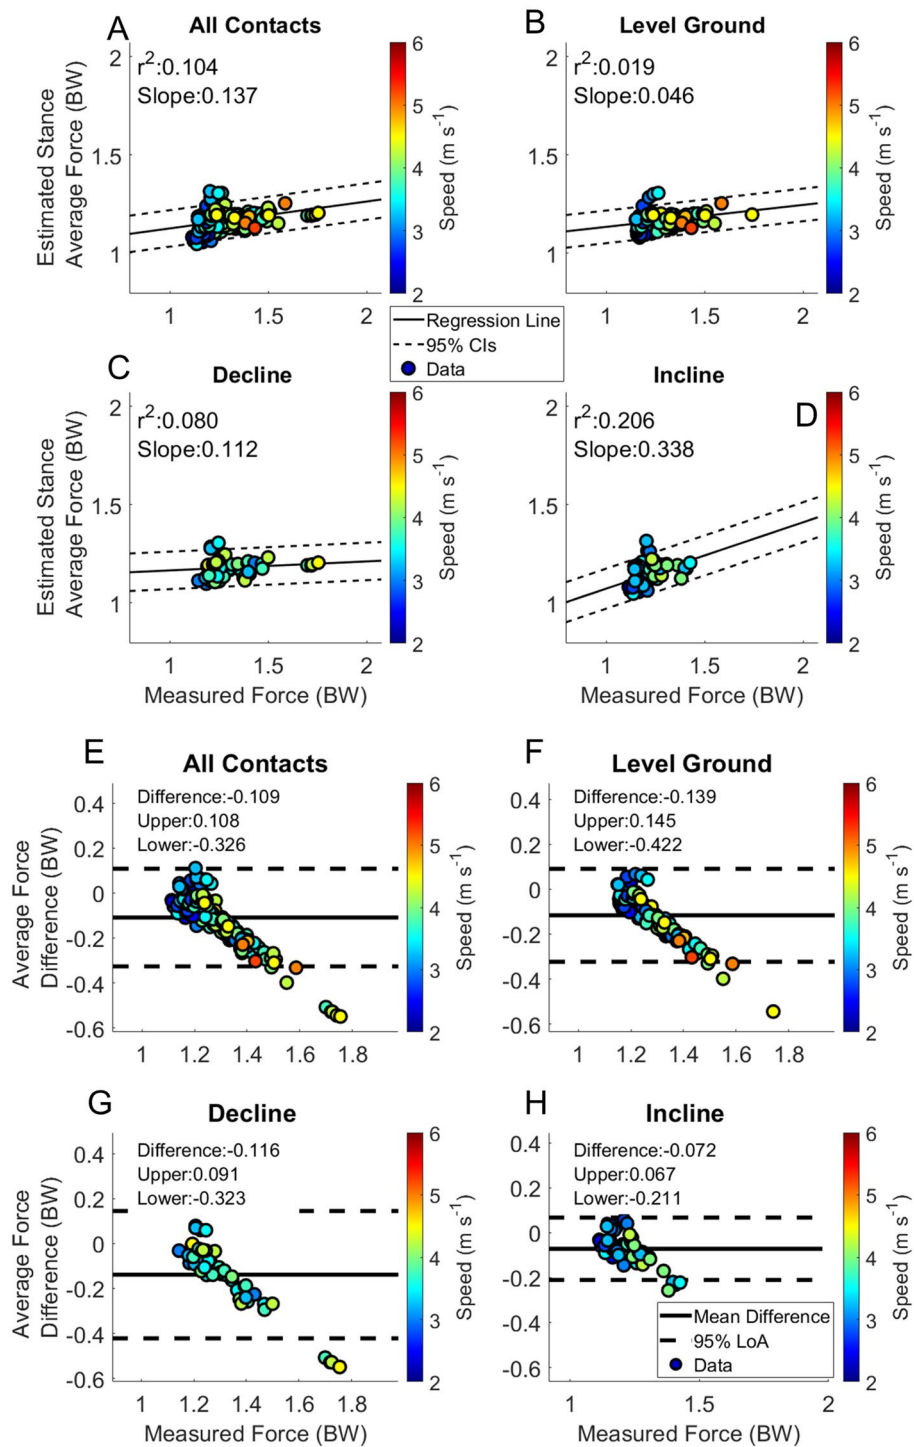 A
All Contacts
r²:0.104
Slope:0.137
2
1.5
1
Estimated Stance
Average Force (BW)
1
1.5
2
6
5
4
3
2
Speed (m s⁻¹)
B
Level Ground
r²:0.019
Slope:0.046
2
1.5
1
1
1.5
2
6
5
4
3
2
Speed (m s⁻¹)
Regression Line
95% CIs
Data
C
Decline
r²:0.080
Slope:0.112
2
1.5
1
Estimated Stance
Average Force (BW)
1
1.5
2
Measured Force (BW)
6
5
4
3
2
Speed (m s⁻¹)
Incline
D
r²:0.206
Slope:0.338
2
1.5
1
1
1.5
2
Measured Force (BW)
6
5
4
3
2
Speed (m s⁻¹)
E
All Contacts
Difference:-0.109
Upper:0.108
Lower:-0.326
0.4
0.2
0
-0.2
-0.4
-0.6
Average Force
Difference (BW)
1
1.2
1.4
1.6
1.8
6
5
4
3
2
Speed (m s⁻¹)
F
Level Ground
Difference:-0.139
Upper:0.145
Lower:-0.422
0.4
0.2
0
-0.2
-0.4
-0.6
1
1.2
1.4
1.6
1.8
6
5
4
3
2
Speed (m s⁻¹)
G
Decline
Difference:-0.116
Upper:0.091
Lower:-0.323
0.4
0.2
0
-0.2
-0.4
-0.6
Average Force
Difference (BW)
1
1.2
1.4
1.6
1.8
Measured Force (BW)
6
5
4
3
2
Speed (m s⁻¹)
H
Incline
Difference:-0.072
Upper:0.067
Lower:-0.211
0.4
0.2
0
-0.2
-0.4
-0.6
Mean Difference
95% LoA
Data
1
1.5
2
Measured Force (BW)
6
5
4
3
2
Speed (m s⁻¹)